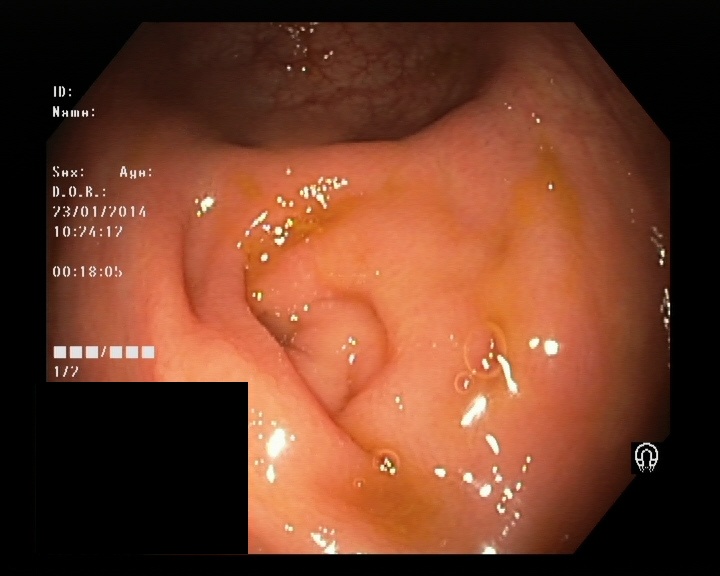 ID:
Name:
Sex: Age:
D.O.B.:
23/01/2014
10:24:12
00:18:05
■■■/■■■
1/2